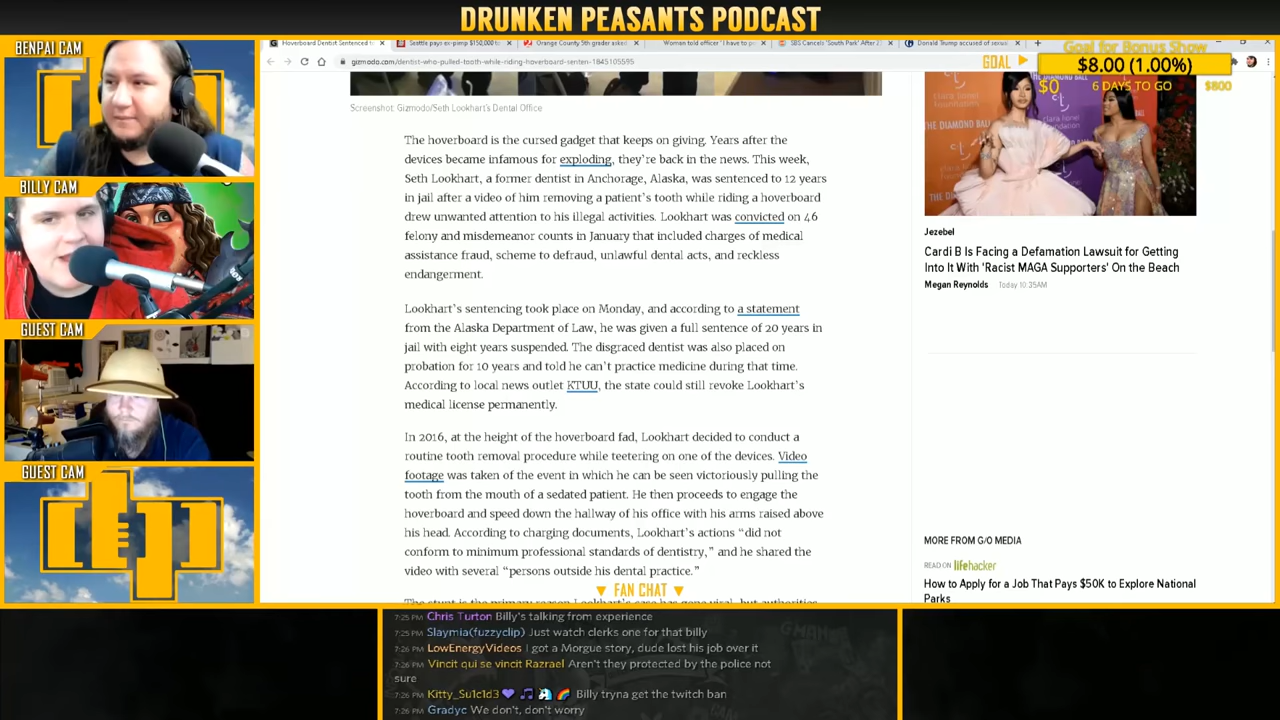 DRUNKEN PEASANTS PODCAST
BENPAI CAM
BILLY CAM
GUEST CAM
GUEST CAM
Hoverboard Dentist Sentenced to
Seattle pays ex-pimp $150,000 to
Orange County 5th grader asked
Woman told officer 'I have to p
SBS Cancels 'South Park' After 2
Donald Trump accused of sexu
gizmodo.com/dentist-who-pulled-tooth-while-riding-hoverboard-senten-1845105595
GOAL
Goal for Bonus Show
$8.00 (1.00%)
$0
6 DAYS TO GO
$800
Screenshot: Gizmodo/Seth Lookhart's Dental Office
The hoverboard is the cursed gadget that keeps on giving. Years after the
devices became infamous for exploding, they're back in the news. This week,
Seth Lookhart, a former dentist in Anchorage, Alaska, was sentenced to 12 years
in jail after a video of him removing a patient's tooth while riding a hoverboard
drew unwanted attention to his illegal activities. Lookhart was convicted on 46
felony and misdemeanor counts in January that included charges of medical
assistance fraud, scheme to defraud, unlawful dental acts, and reckless
endangerment.
Lookhart's sentencing took place on Monday, and according to a statement
from the Alaska Department of Law, he was given a full sentence of 20 years in
jail with eight years suspended. The disgraced dentist was also placed on
probation for 10 years and told he can't practice medicine during that time.
According to local news outlet KTUU, the state could still revoke Lookhart's
medical license permanently.
In 2016, at the height of the hoverboard fad, Lookhart decided to conduct a
routine tooth removal procedure while teetering on one of the devices. Video
footage was taken of the event in which he can be seen victoriously pulling the
tooth from the mouth of a sedated patient. He then proceeds to engage the
hoverboard and speed down the hallway of his office with his arms raised above
his head. According to charging documents, Lookhart's actions "did not
conform to minimum professional standards of dentistry," and he shared the
video with several "persons outside his dental practice."
clara lionel
foundation
THE DIAMOND BALL
Jezebel
Cardi B Is Facing a Defamation Lawsuit for Getting
Into It With 'Racist MAGA Supporters' On the Beach
Megan Reynolds Today 10:35AM
MORE FROM G/O MEDIA
READ ON lifehacker
How to Apply for a Job That Pays $50K to Explore National
Parks
▼ FAN CHAT ▼
7:25 PM Chris Turton Billy's talking from experience
7:25 PM Slaymia(fuzzyclip) Just watch clerks one for that billy
7:26 PM LowEnergyVideos I got a Morgue story, dude lost his job over it
7:26 PM Vincit qui se vincit Razrael Aren't they protected by the police not
sure
7:26 PM Kitty_Su1c1d3 💜 🎵 🦄 🌈 Billy tryna get the twitch ban
7:26 PM Gradyc We don't, don't worry